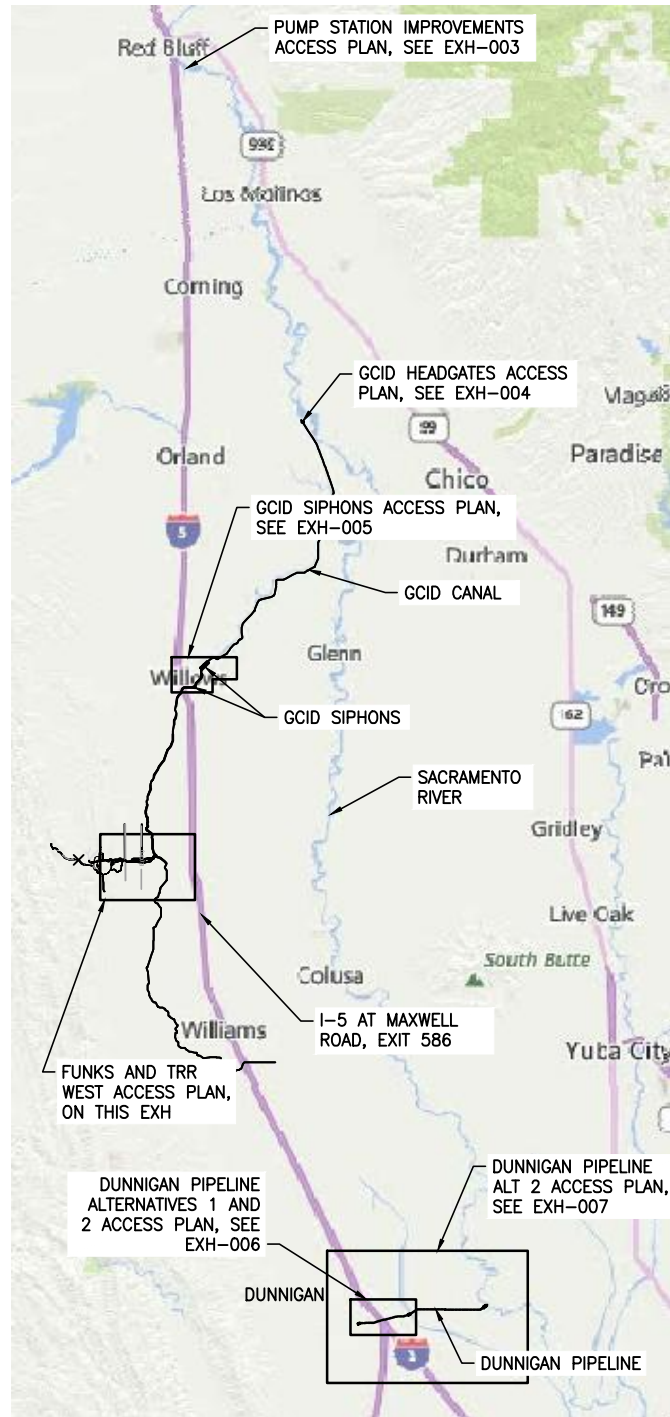 PUMP STATION IMPROVEMENTS
ACCESS PLAN, SEE EXH-003
Red Bluff
Los Molinos
Corning
GCID HEADGATES ACCESS
PLAN, SEE EXH-004
99
Paradise
Orland
Chico
GCID SIPHONS ACCESS PLAN,
SEE EXH-005
5
Durham
GCID CANAL
149
Glenn
Willows
GCID SIPHONS
162
SACRAMENTO
RIVER
Gridley
Live Oak
South Butte
Colusa
I-5 AT MAXWELL
ROAD, EXIT 586
Williams
Yuba City
FUNKS AND TRR
WEST ACCESS PLAN,
ON THIS EXH
DUNNIGAN PIPELINE
ALT 2 ACCESS PLAN,
SEE EXH-007
DUNNIGAN PIPELINE
ALTERNATIVES 1 AND
2 ACCESS PLAN, SEE
EXH-006
DUNNIGAN
DUNNIGAN PIPELINE